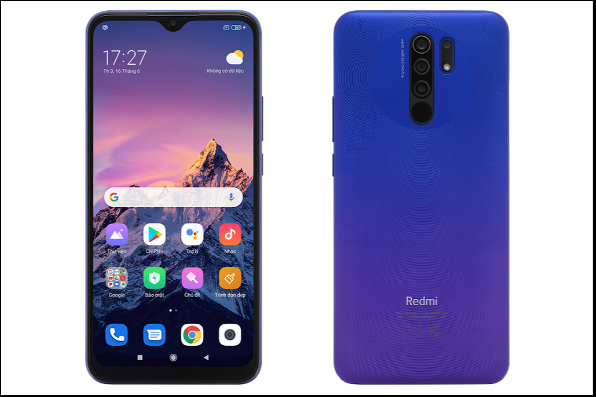 17:27
Th 3, 16 Tháng 6
Không có dữ liệu
G
Thư viện
CH Play
Trợ lý
Nhạc
Google
Bảo mật
Chủ đề
Trình dọn dẹp
Redmi